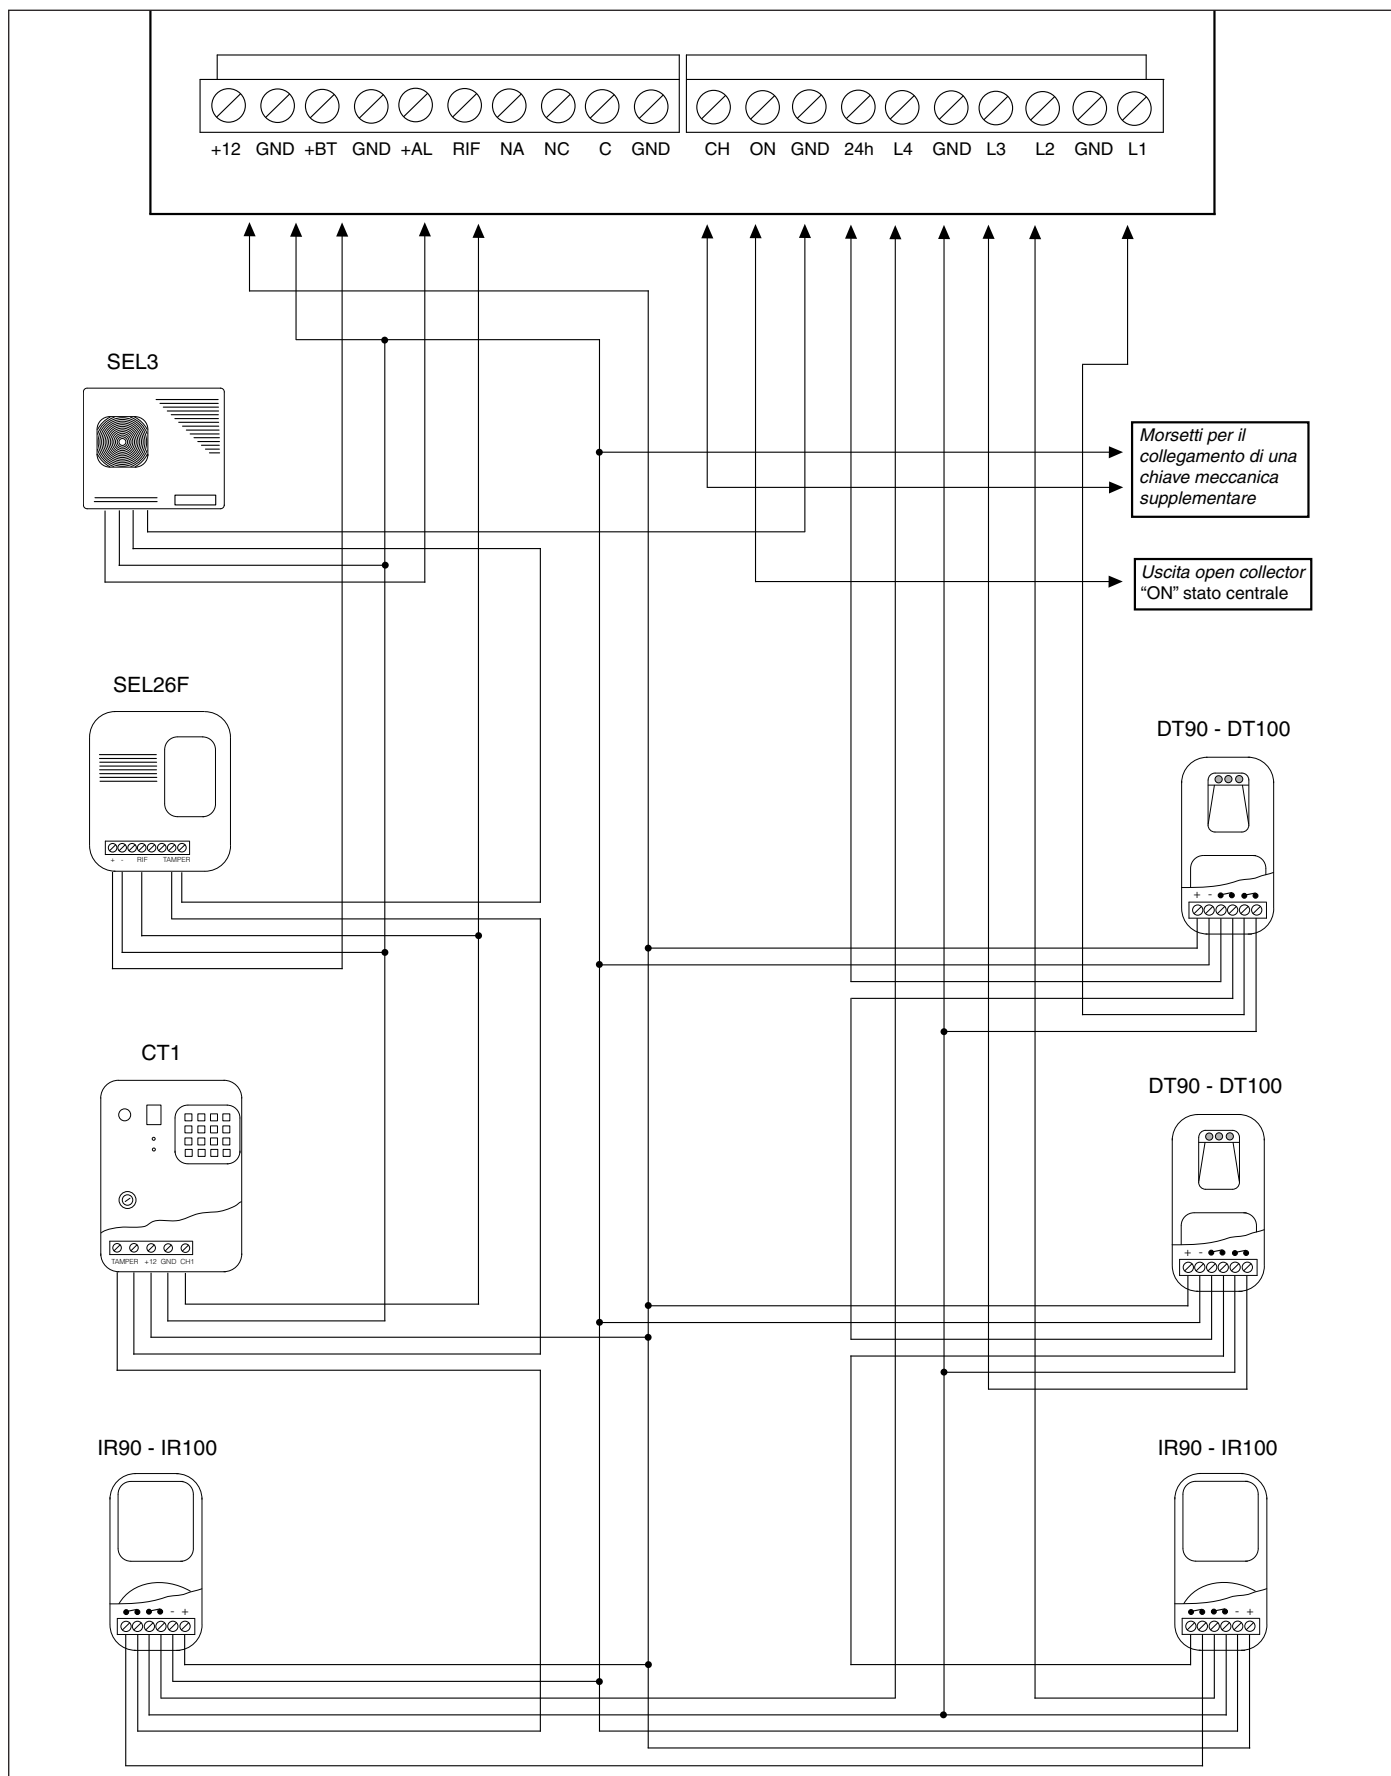 +12 GND +BT GND +AL RIF NA NC C GND CH ON GND 24h L4 GND L3 L2 GND L1
SEL3
Morsetti per il
collegamento di una
chiave meccanica
supplementare
Uscita open collector
“ON” stato centrale
SEL26F
+ - RIF TAMPER
DT90 - DT100
+ -
CT1
TAMPER +12 GND CH1
DT90 - DT100
+ -
IR90 - IR100
- +
IR90 - IR100
- +